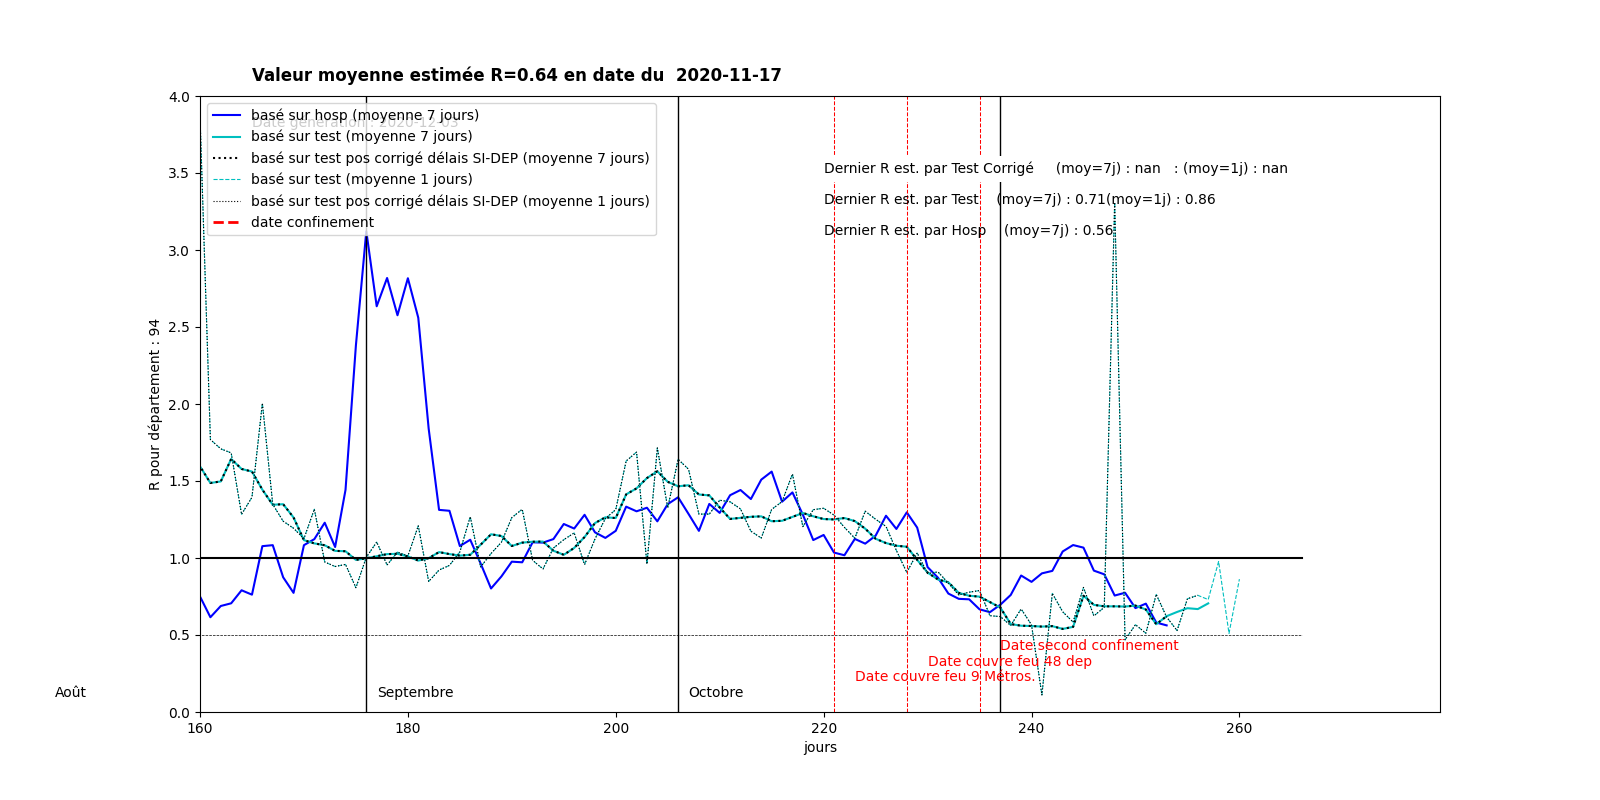 Valeur moyenne estimée R=0.64 en date du  2020-11-17
4.0
3.5
3.0
2.5
2.0
1.5
1.0
0.5
0.0
R pour département : 94
basé sur hosp (moyenne 7 jours)
Date génération : 2020-12-03
basé sur test (moyenne 7 jours)
basé sur test pos corrigé délais SI-DEP (moyenne 7 jours)
basé sur test (moyenne 1 jours)
basé sur test pos corrigé délais SI-DEP (moyenne 1 jours)
date confinement
Dernier R est. par Test Corrigé     (moy=7j) : nan   : (moy=1j) : nan
Dernier R est. par Test    (moy=7j) : 0.71(moy=1j) : 0.86
Dernier R est. par Hosp    (moy=7j) : 0.56
Date second confinement
Date couvre feu 48 dep
Date couvre feu 9 Métros.
Août
Septembre
Octobre
160
180
200
220
240
260
jours